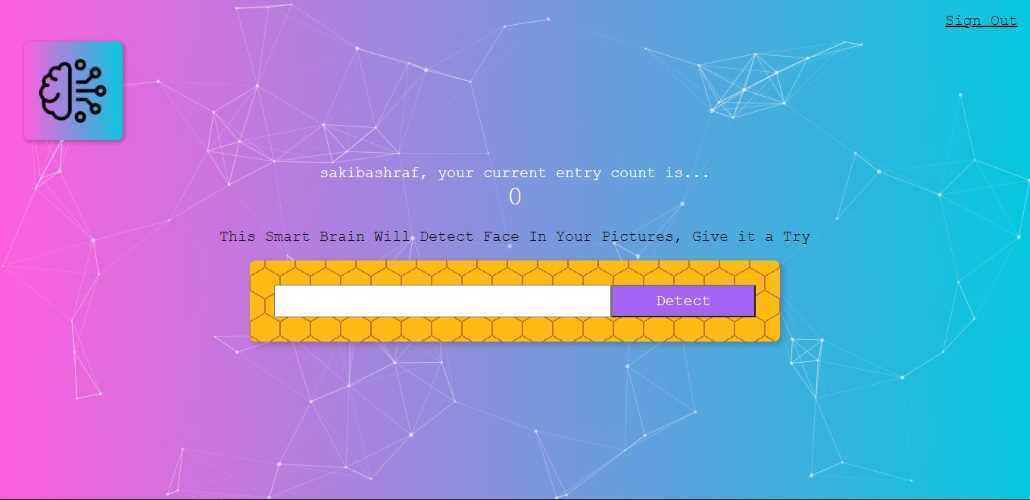 Sign Out
sakibashraf, your current entry count is...
0
This Smart Brain Will Detect Face In Your Pictures, Give it a Try
Detect